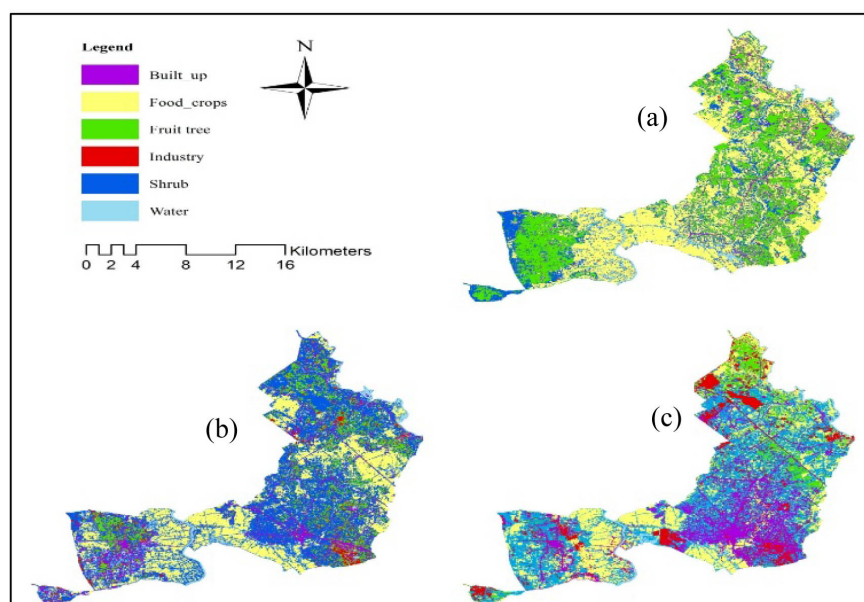 Legend
Built_up
Food_crops
Fruit tree
Industry
Shrub
Water
N
Kilometers
0 2 4 8 12 16
(a)
(b)
(c)